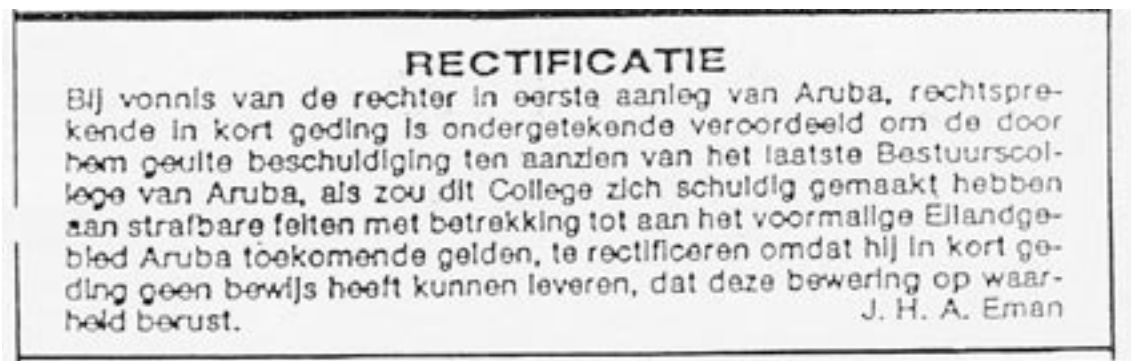 RECTIFICATIE
Bij vonnis van de rechter in eerste aanleg van Aruba, rechtspre-
kende in kort geding is ondergetekende veroordeeld om de door
hem geuite beschuldiging ten aanzien van het laatste Bestuurscol-
lege van Aruba, als zou dit College zich schuldig gemaakt hebben
aan strafbare feiten met betrekking tot aan het voormalige Eilandge-
bied Aruba toekomende gelden, te rectificeren omdat hij in kort ge-
ding geen bewijs heeft kunnen leveren, dat deze bewering op waar-
heid berust.
J. H. A. Eman